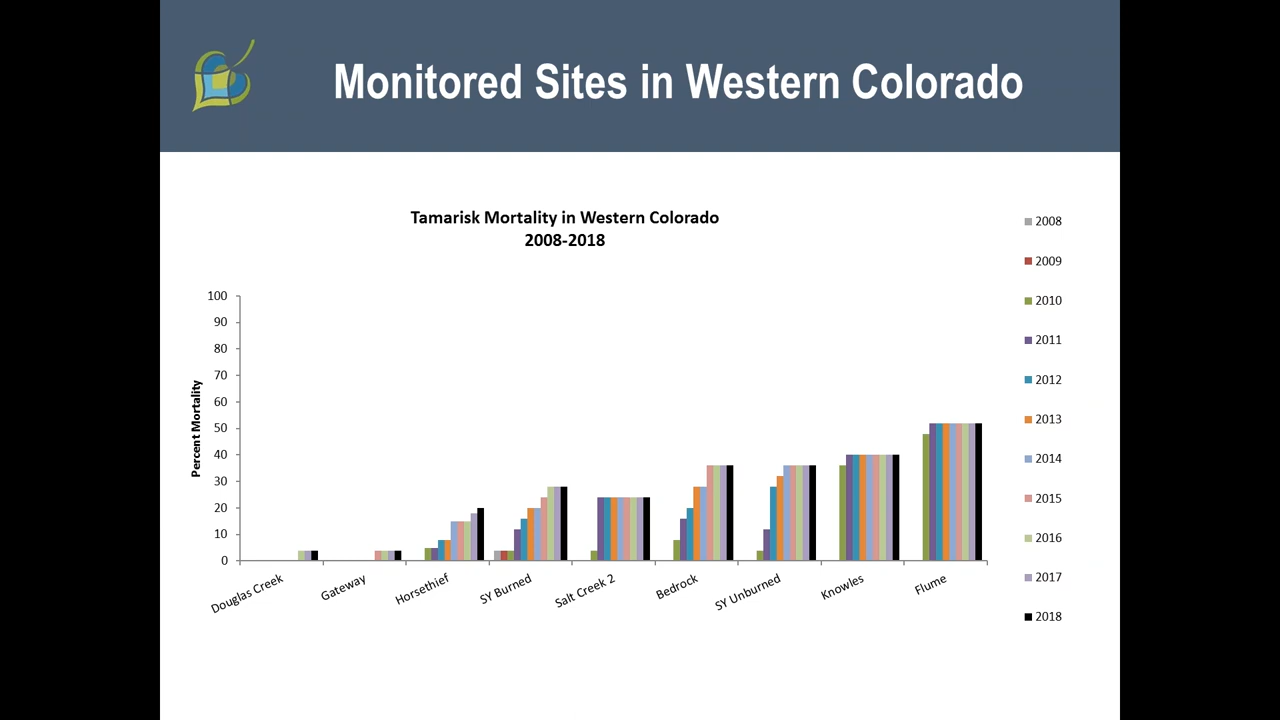 Monitored Sites in Western Colorado
Tamarisk Mortality in Western Colorado
2008-2018
Percent Mortality
100
90
80
70
60
50
40
30
20
10
0
Douglas Creek
Gateway
Horsethief
SY Burned
Salt Creek 2
Bedrock
SY Unburned
Knowles
Flume
2008
2009
2010
2011
2012
2013
2014
2015
2016
2017
2018